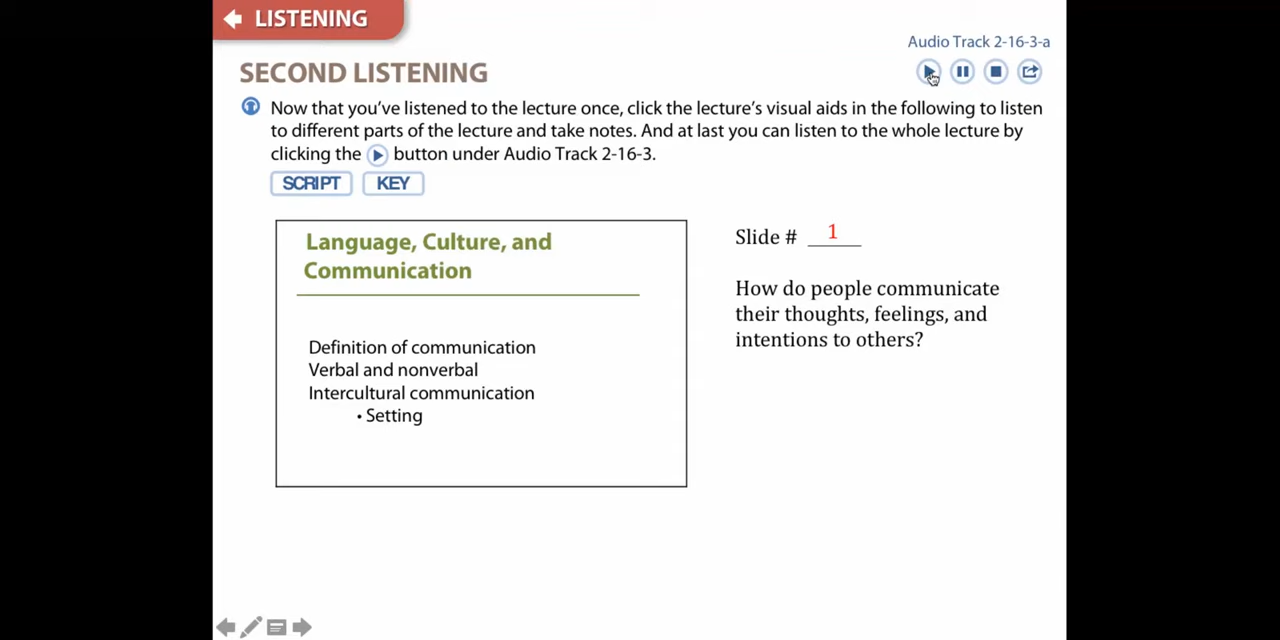 LISTENING
Audio Track 2-16-3-a
SECOND LISTENING
Now that you've listened to the lecture once, click the lecture's visual aids in the following to listen
to different parts of the lecture and take notes. And at last you can listen to the whole lecture by
clicking the button under Audio Track 2-16-3.
SCRIPT KEY
Language, Culture, and
Communication
Definition of communication
Verbal and nonverbal
Intercultural communication
• Setting
Slide # 1
How do people communicate
their thoughts, feelings, and
intentions to others?